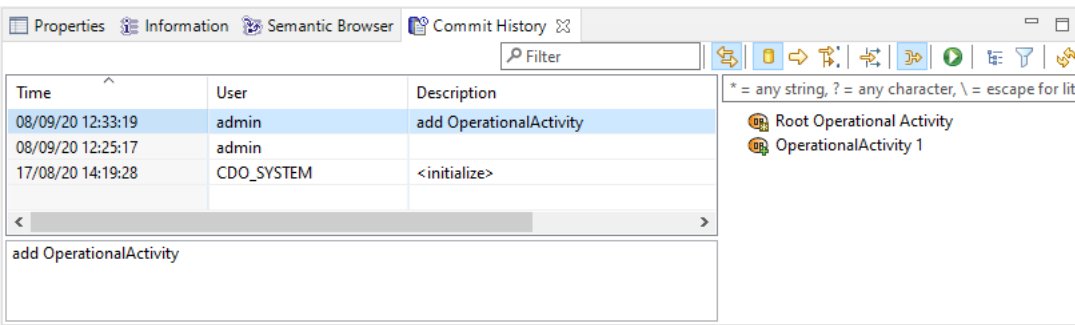 Properties Information Semantic Browser Commit History
Filter
* = any string, ? = any character, \ = escape for lit
Time User Description
08/09/20 12:33:19 admin add OperationalActivity
08/09/20 12:25:17 admin
17/08/20 14:19:28 CDO_SYSTEM <initialize>
Root Operational Activity
OperationalActivity 1
add OperationalActivity